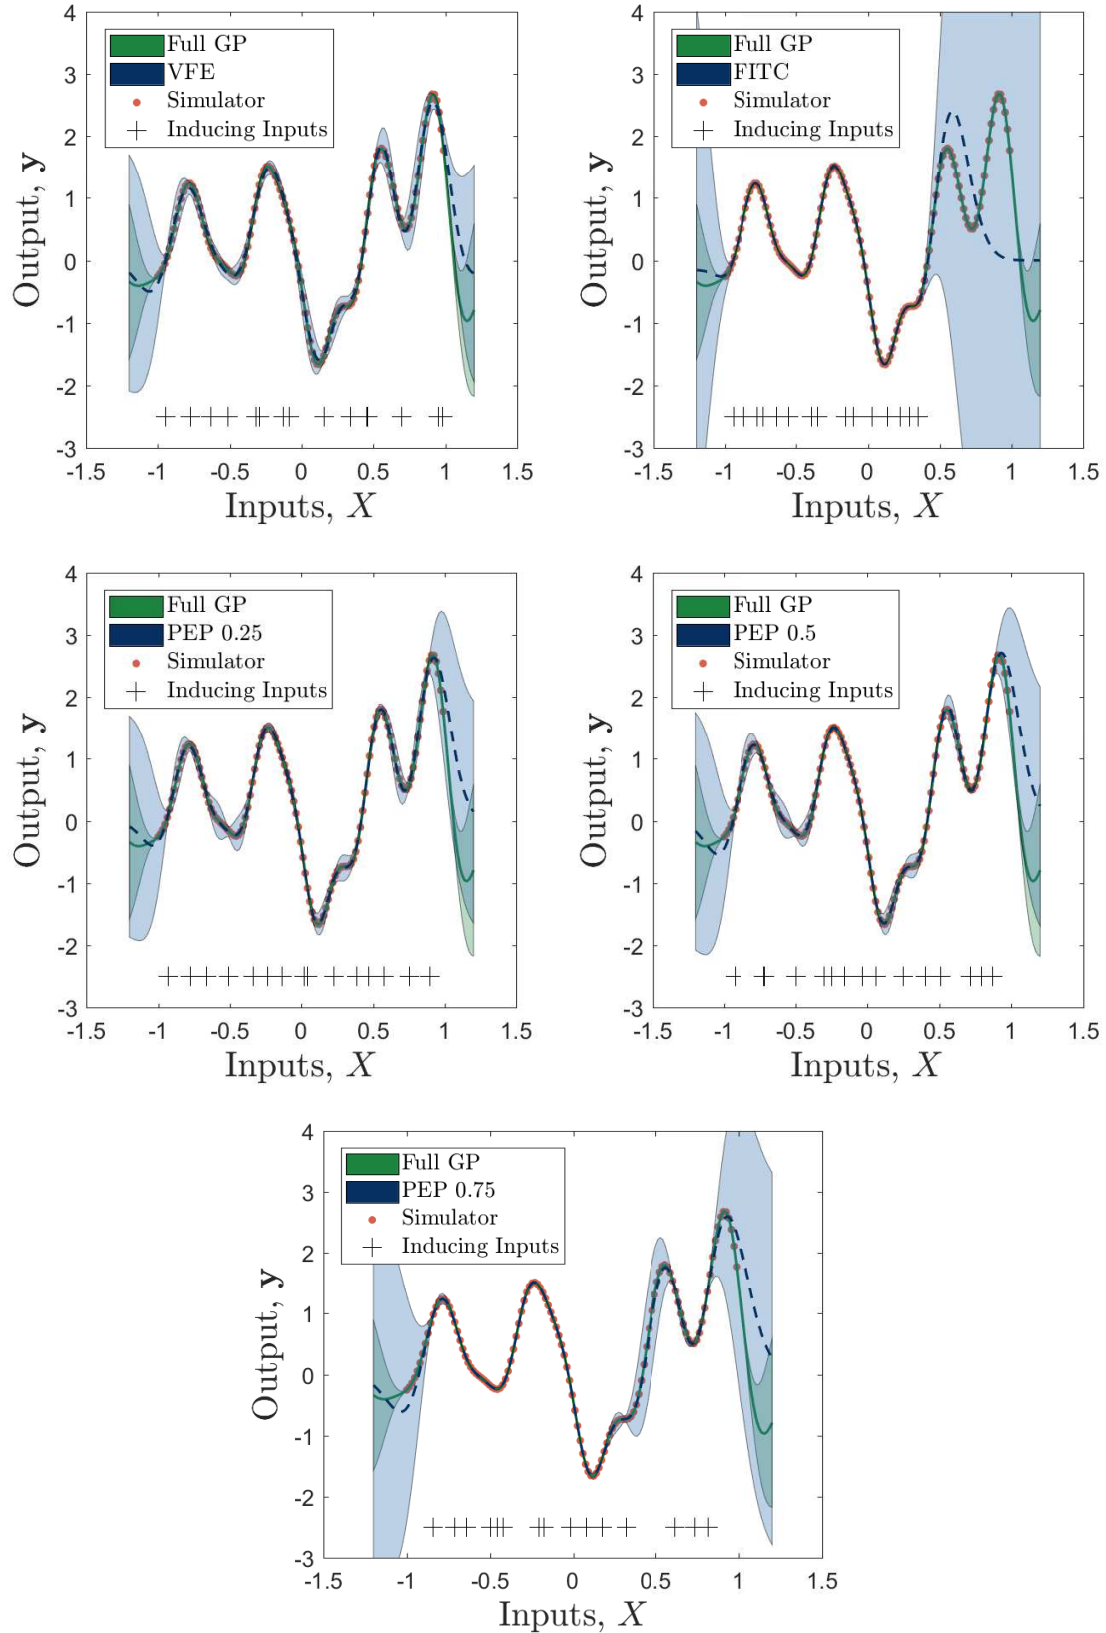 4
3
2
1
0
-1
-2
-3
-1.5 -1 -0.5 0 0.5 1 1.5
Output, y
Inputs, X
Full GP
VFE
Simulator
Inducing Inputs
4
3
2
1
0
-1
-2
-3
-1.5 -1 -0.5 0 0.5 1 1.5
Output, y
Inputs, X
Full GP
FITC
Simulator
Inducing Inputs
4
3
2
1
0
-1
-2
-3
-1.5 -1 -0.5 0 0.5 1 1.5
Output, y
Inputs, X
Full GP
PEP 0.25
Simulator
Inducing Inputs
4
3
2
1
0
-1
-2
-3
-1.5 -1 -0.5 0 0.5 1 1.5
Output, y
Inputs, X
Full GP
PEP 0.5
Simulator
Inducing Inputs
4
3
2
1
0
-1
-2
-3
-1.5 -1 -0.5 0 0.5 1 1.5
Output, y
Inputs, X
Full GP
PEP 0.75
Simulator
Inducing Inputs